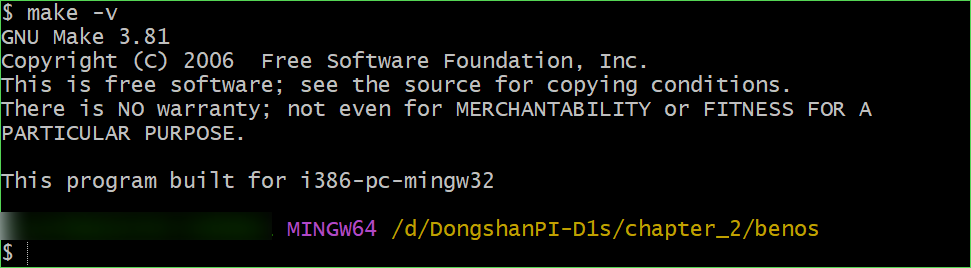 $ make -v
GNU Make 3.81
Copyright (C) 2006  Free Software Foundation, Inc.
This is free software; see the source for copying conditions.
There is NO warranty; not even for MERCHANTABILITY or FITNESS FOR A
PARTICULAR PURPOSE.
This program built for i386-pc-mingw32
MINGW64 /d/DongshanPI-D1s/chapter_2/benos
$